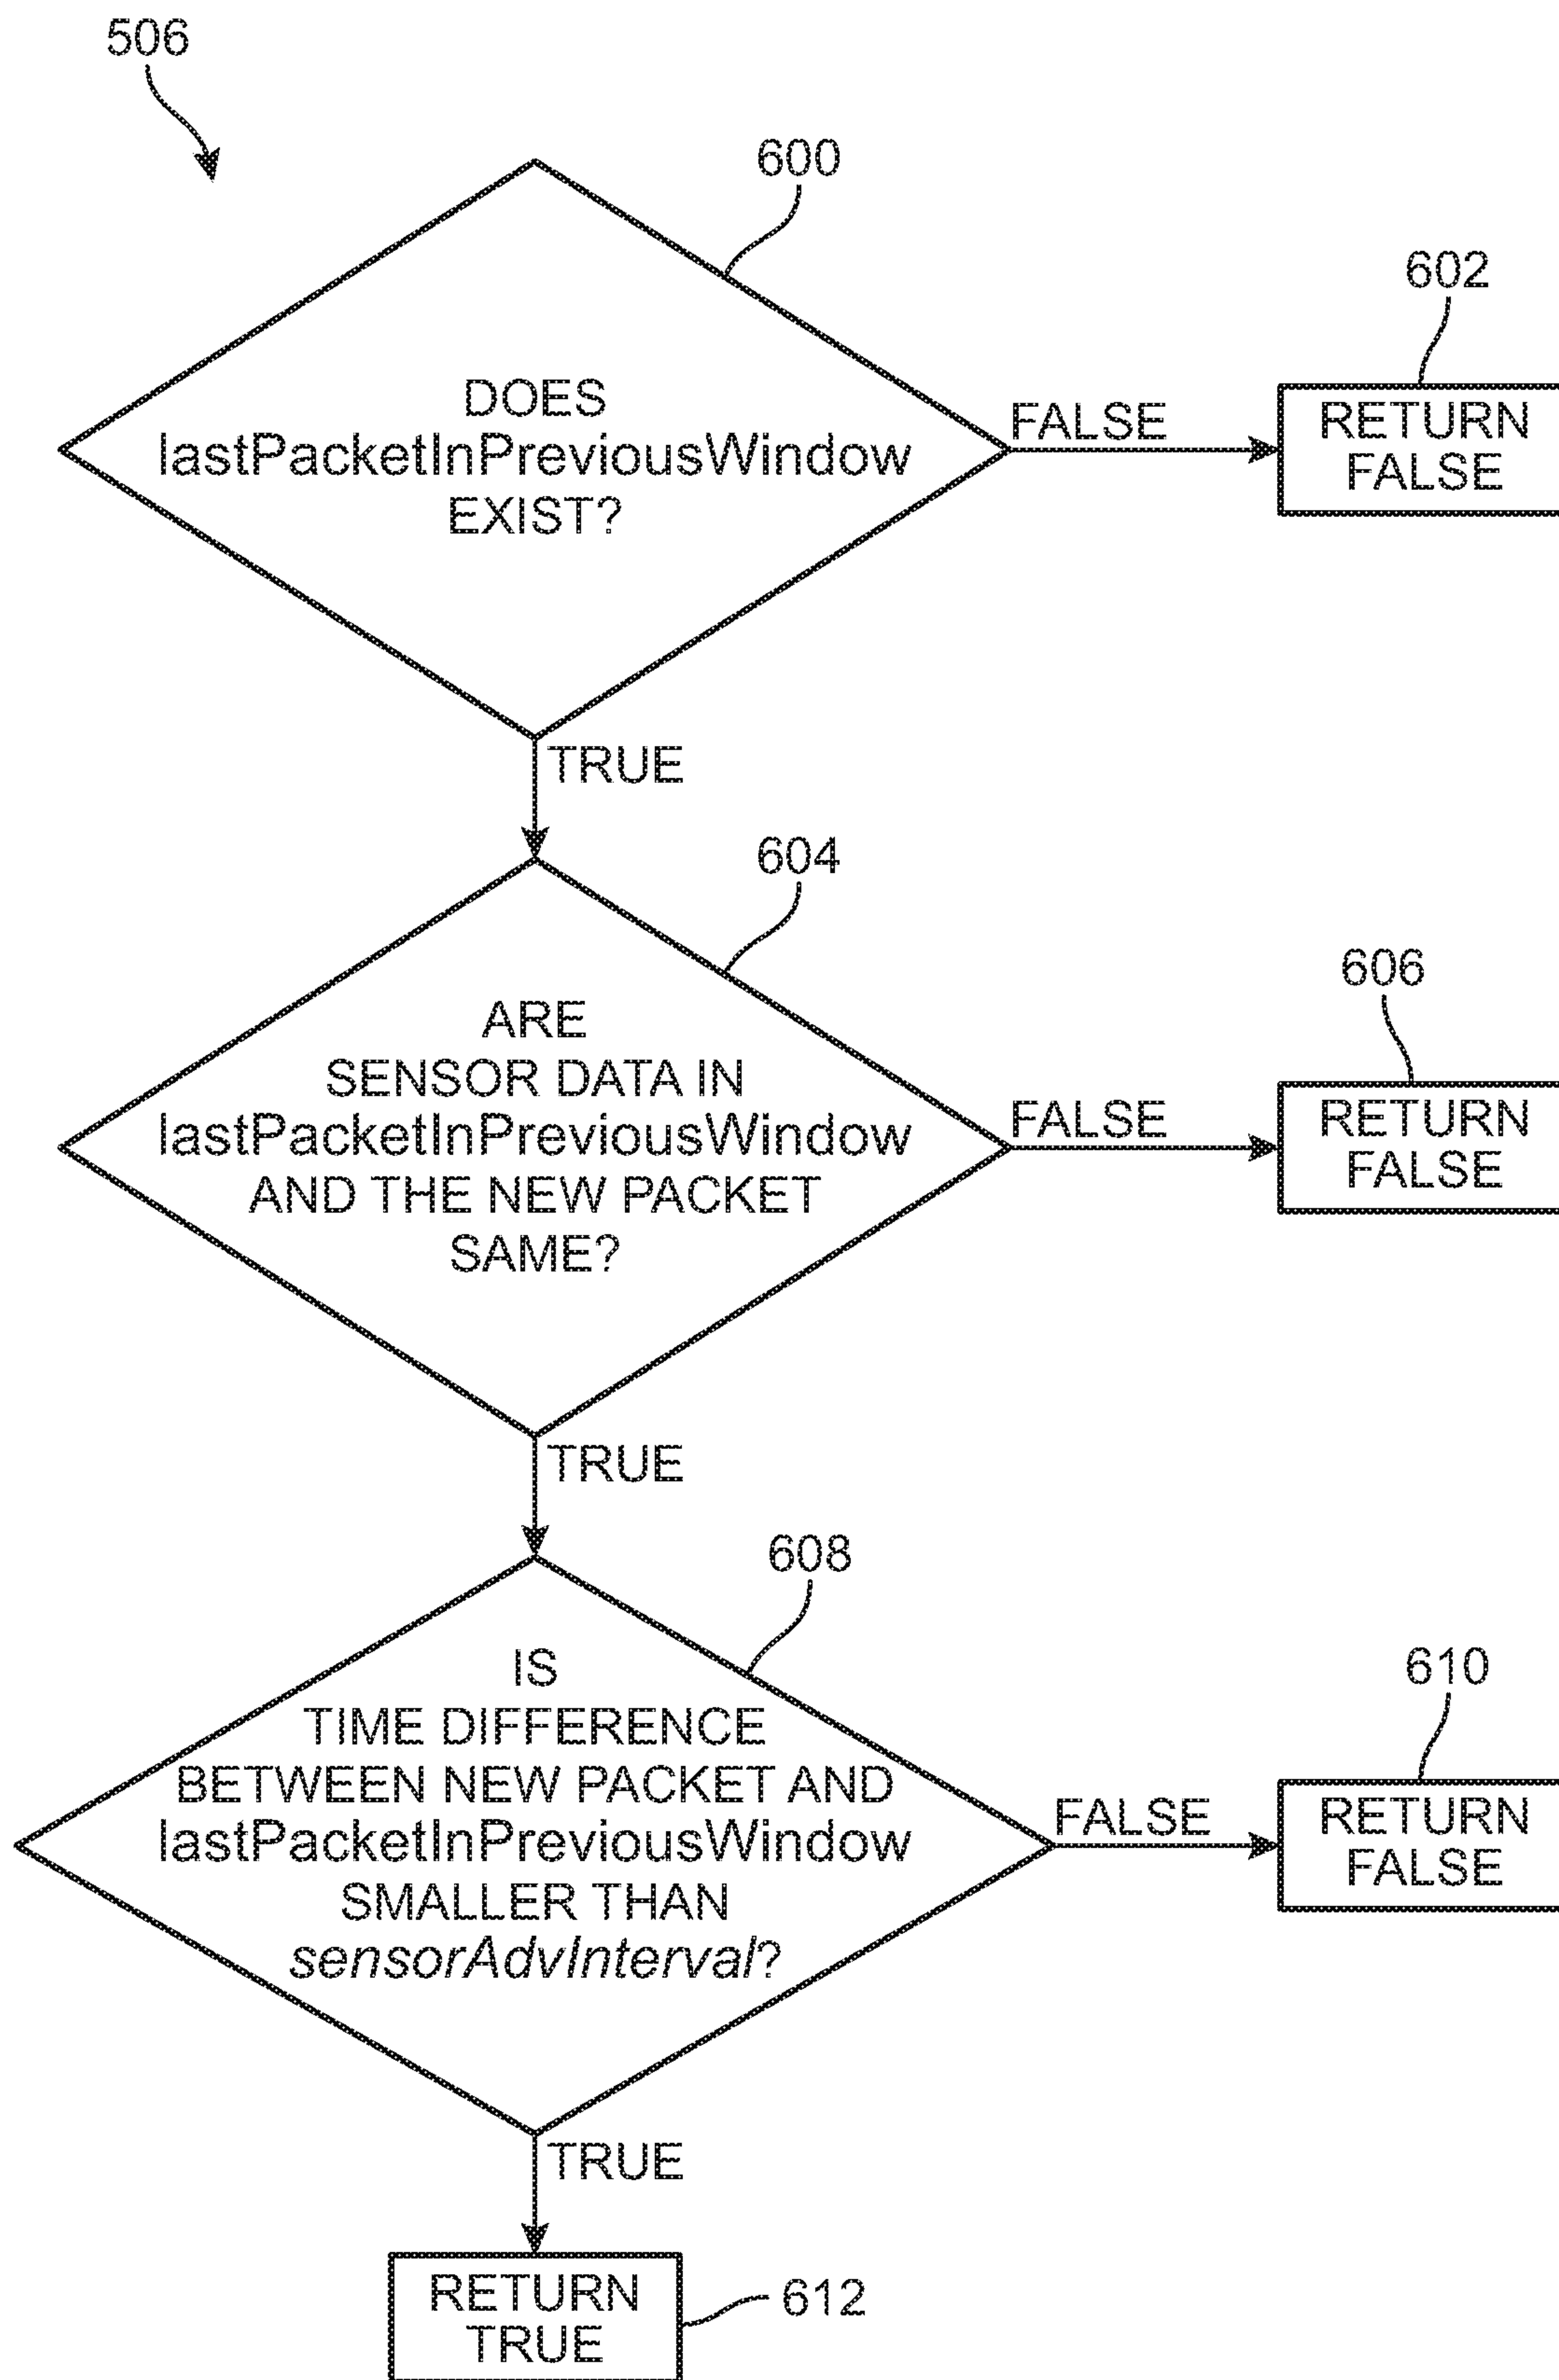 506
600
602
DOES
lastPacketInPreviousWindow
EXIST?
FALSE
RETURN
FALSE
TRUE
604
606
ARE
SENSOR DATA IN
lastPacketInPreviousWindow
AND THE NEW PACKET
SAME?
FALSE
RETURN
FALSE
TRUE
608
610
IS
TIME DIFFERENCE
BETWEEN NEW PACKET AND
lastPacketInPreviousWindow
SMALLER THAN
sensorAdvInterval?
FALSE
RETURN
FALSE
TRUE
RETURN
TRUE
612